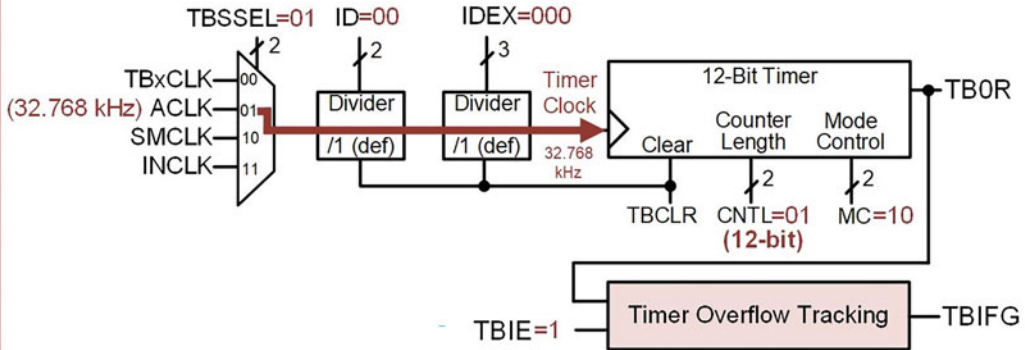 TBSSEL=01 ID=00 IDEX=000
2 2 3
TBxCLK 00
(32.768 kHz) ACLK 01
SMCLK 10
INCLK 11
Divider
/1 (def)
Divider
/1 (def)
Timer
Clock
32.768
kHz
12-Bit Timer
Clear
Counter
Length
Mode
Control
TB0R
2 2
TBCLR CNTL=01 MC=10
(12-bit)
Timer Overflow Tracking
TBIE=1
TBIFG